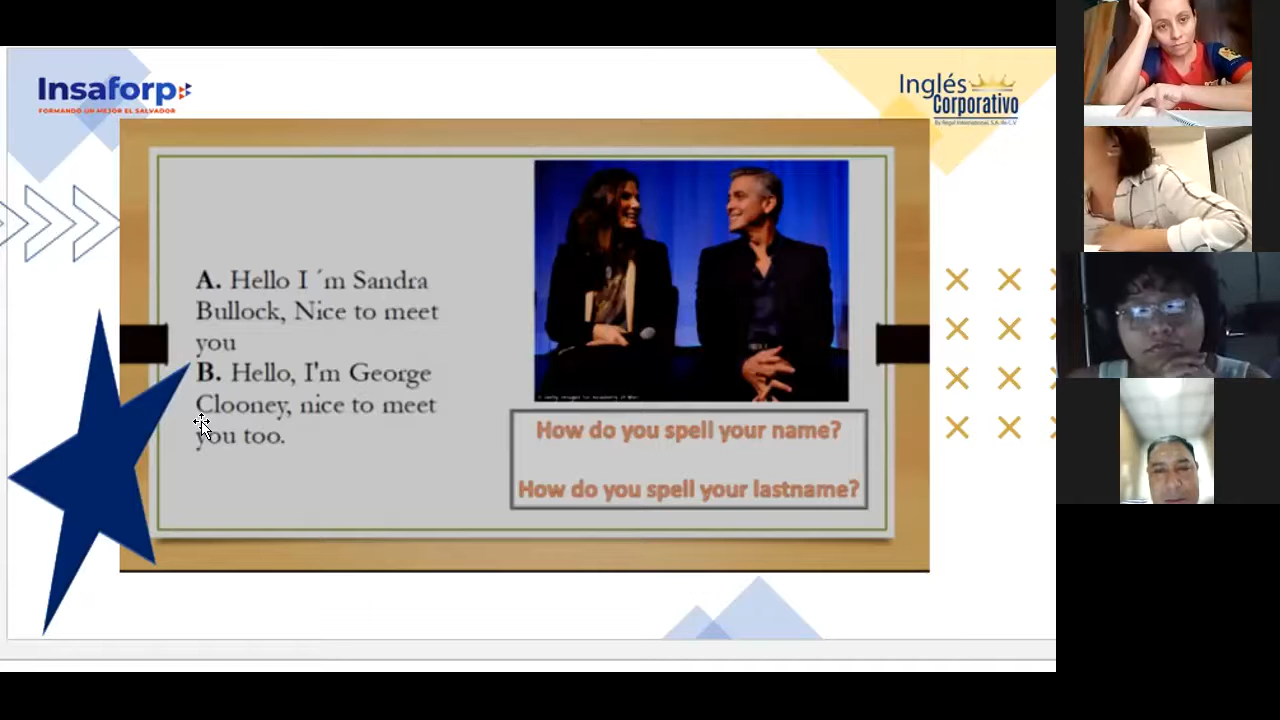 Insaforp
FORMANDO UN MEJOR EL SALVADOR
Inglés
Corporativo
A. Hello I ´m Sandra
Bullock, Nice to meet
you
B. Hello, I'm George
Clooney, nice to meet
you too.
How do you spell your name?
How do you spell your lastname?